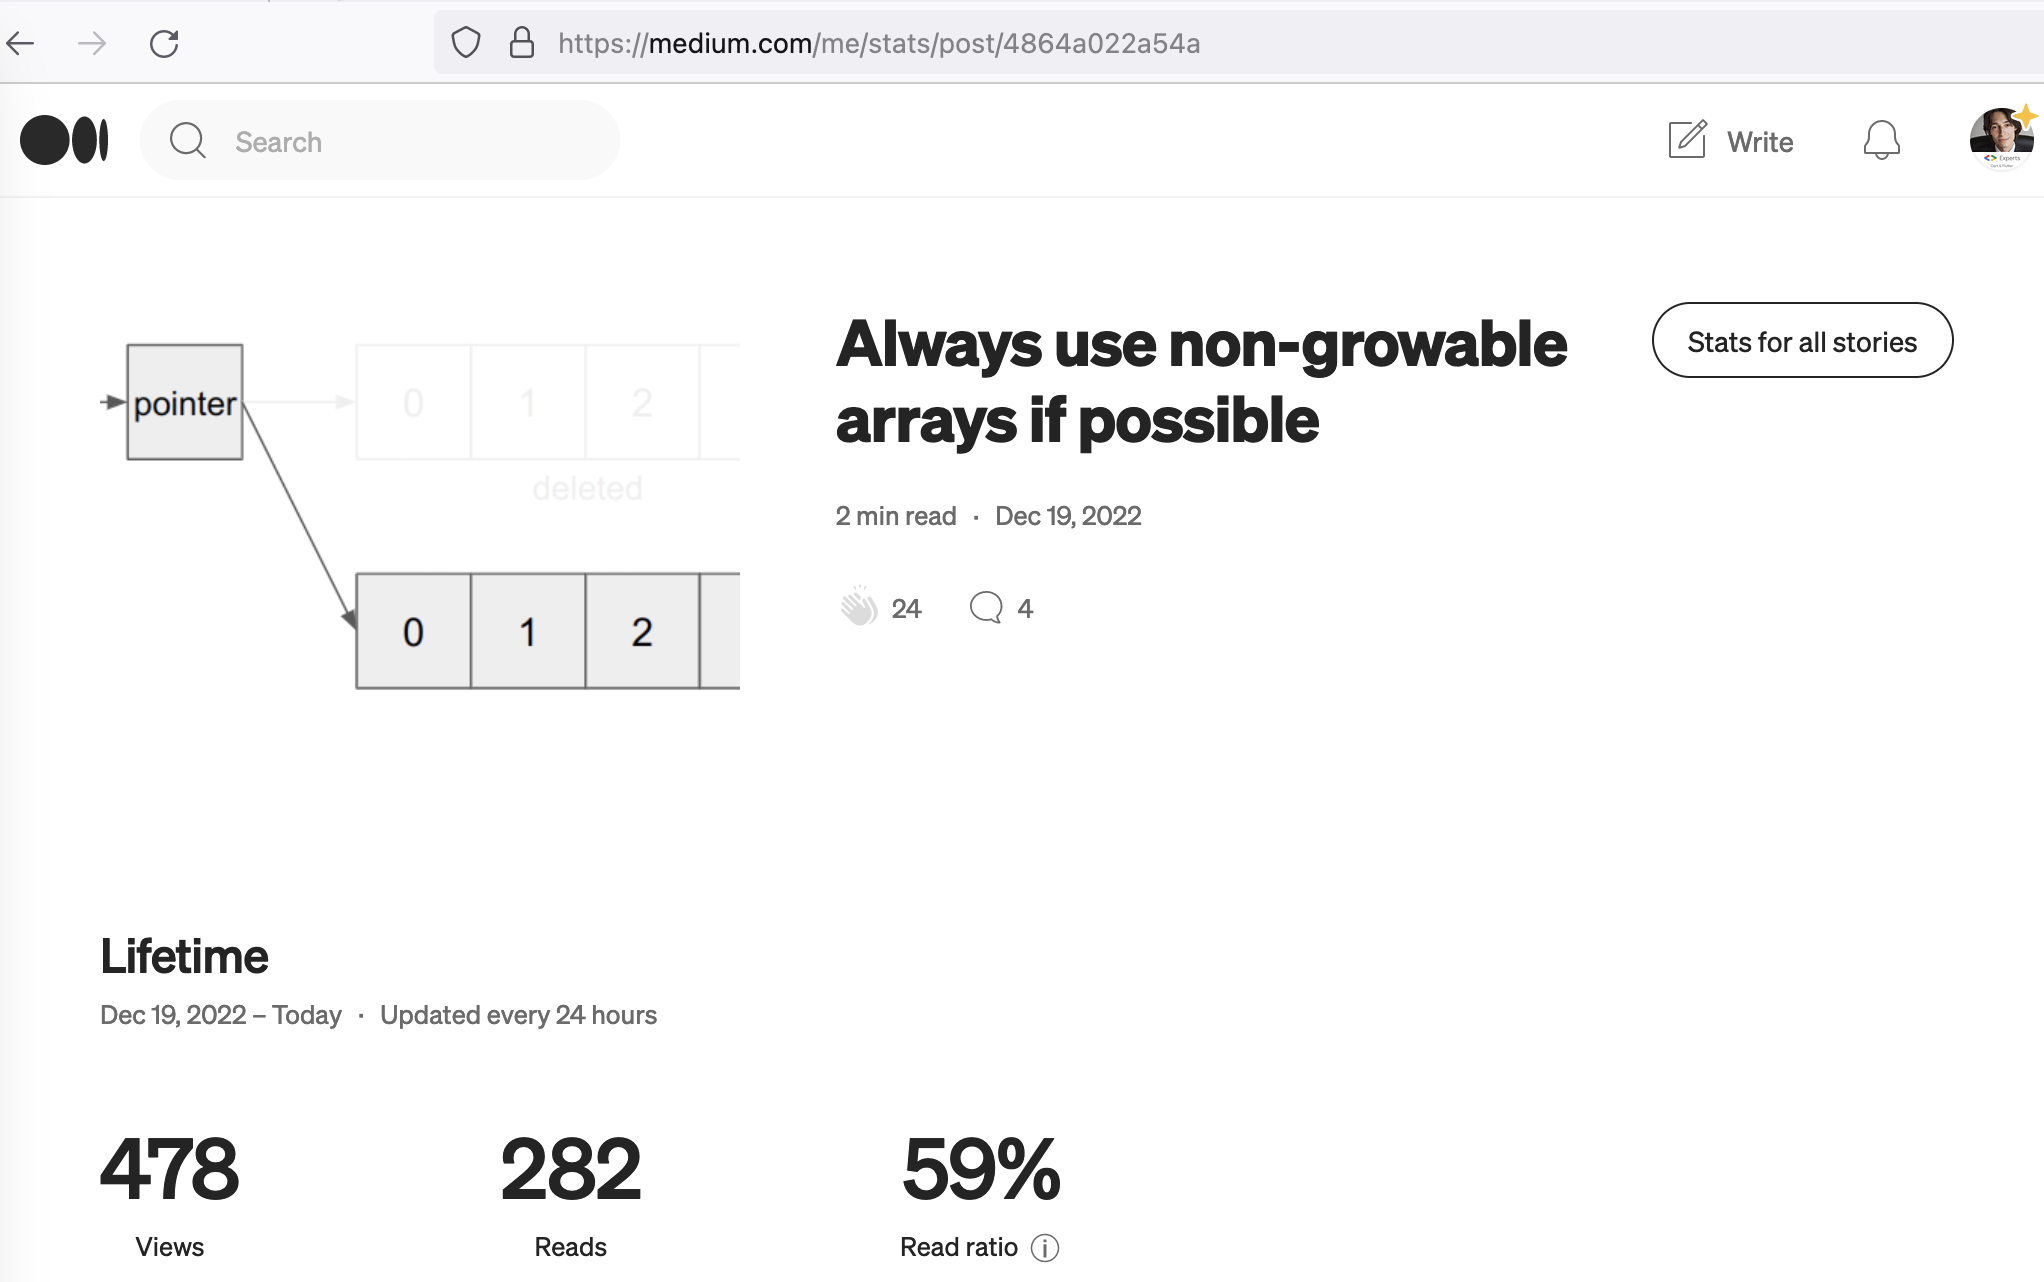 https://medium.com/me/stats/post/4864a022a54a
Search
Write
Experts
pointer
0 1 2
deleted
0 1 2
Always use non-growable
arrays if possible
Stats for all stories
2 min read · Dec 19, 2022
24 4
Lifetime
Dec 19, 2022 – Today · Updated every 24 hours
478 282 59%
Views Reads Read ratio